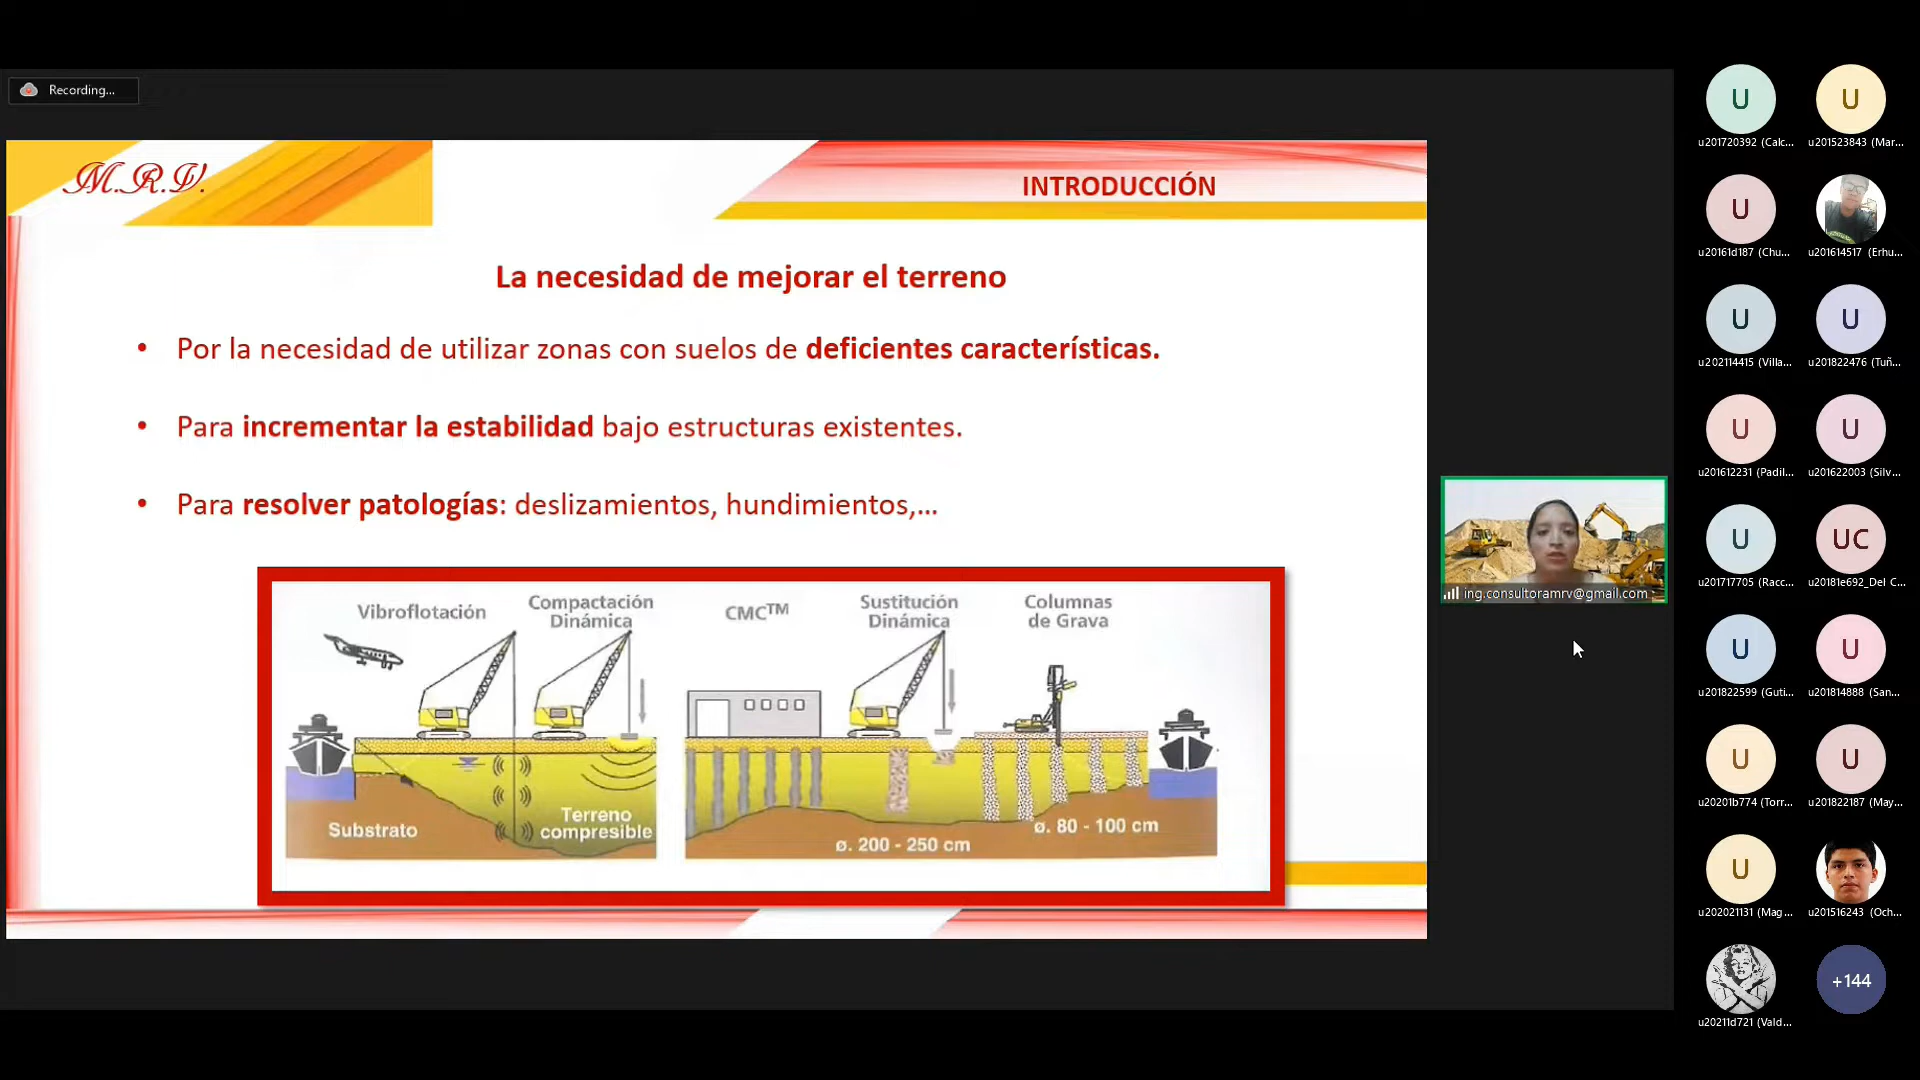 Recording...
M.R.V.
INTRODUCCIÓN
La necesidad de mejorar el terreno
• Por la necesidad de utilizar zonas con suelos de deficientes características.
• Para incrementar la estabilidad bajo estructuras existentes.
• Para resolver patologías: deslizamientos, hundimientos,...
Vibroflotación
Compactación
Dinámica
CMC™
Sustitución
Dinámica
Columnas
de Grava
Substrato
Terreno
compresible
ø. 200 - 250 cm
ø. 80 - 100 cm
ing.consultoramrv@gmail.com
U
U
u201720392 (Calc...
u201523843 (Mar...
U
u20161d187 (Chu...
u201614517 (Erhu...
U
U
u202114415 (Villa...
u201822476 (Tuñ...
U
U
u201612231 (Padil...
u201622003 (Silv...
U
UC
u201717705 (Racc...
u20181e692_Del C...
U
U
u201822599 (Guti...
u201814888 (San...
U
U
u20201b774 (Torr...
u201822187 (May...
U
u202021131 (Mag...
u201516243 (Och...
+144
u20211d721 (Vald...